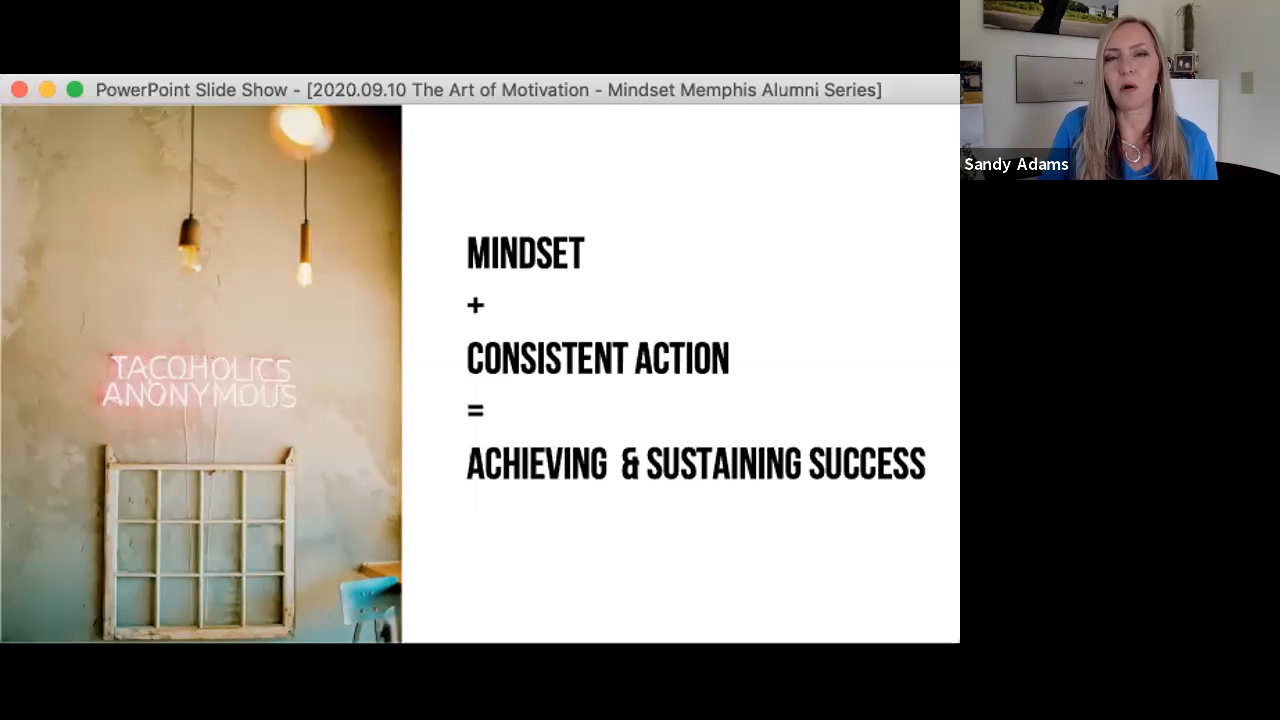 PowerPoint Slide Show - [2020.09.10 The Art of Motivation - Mindset Memphis Alumni Series]
Sandy Adams
TACOHOLICS
ANONYMOUS
MINDSET
+
CONSISTENT ACTION
=
ACHIEVING & SUSTAINING SUCCESS